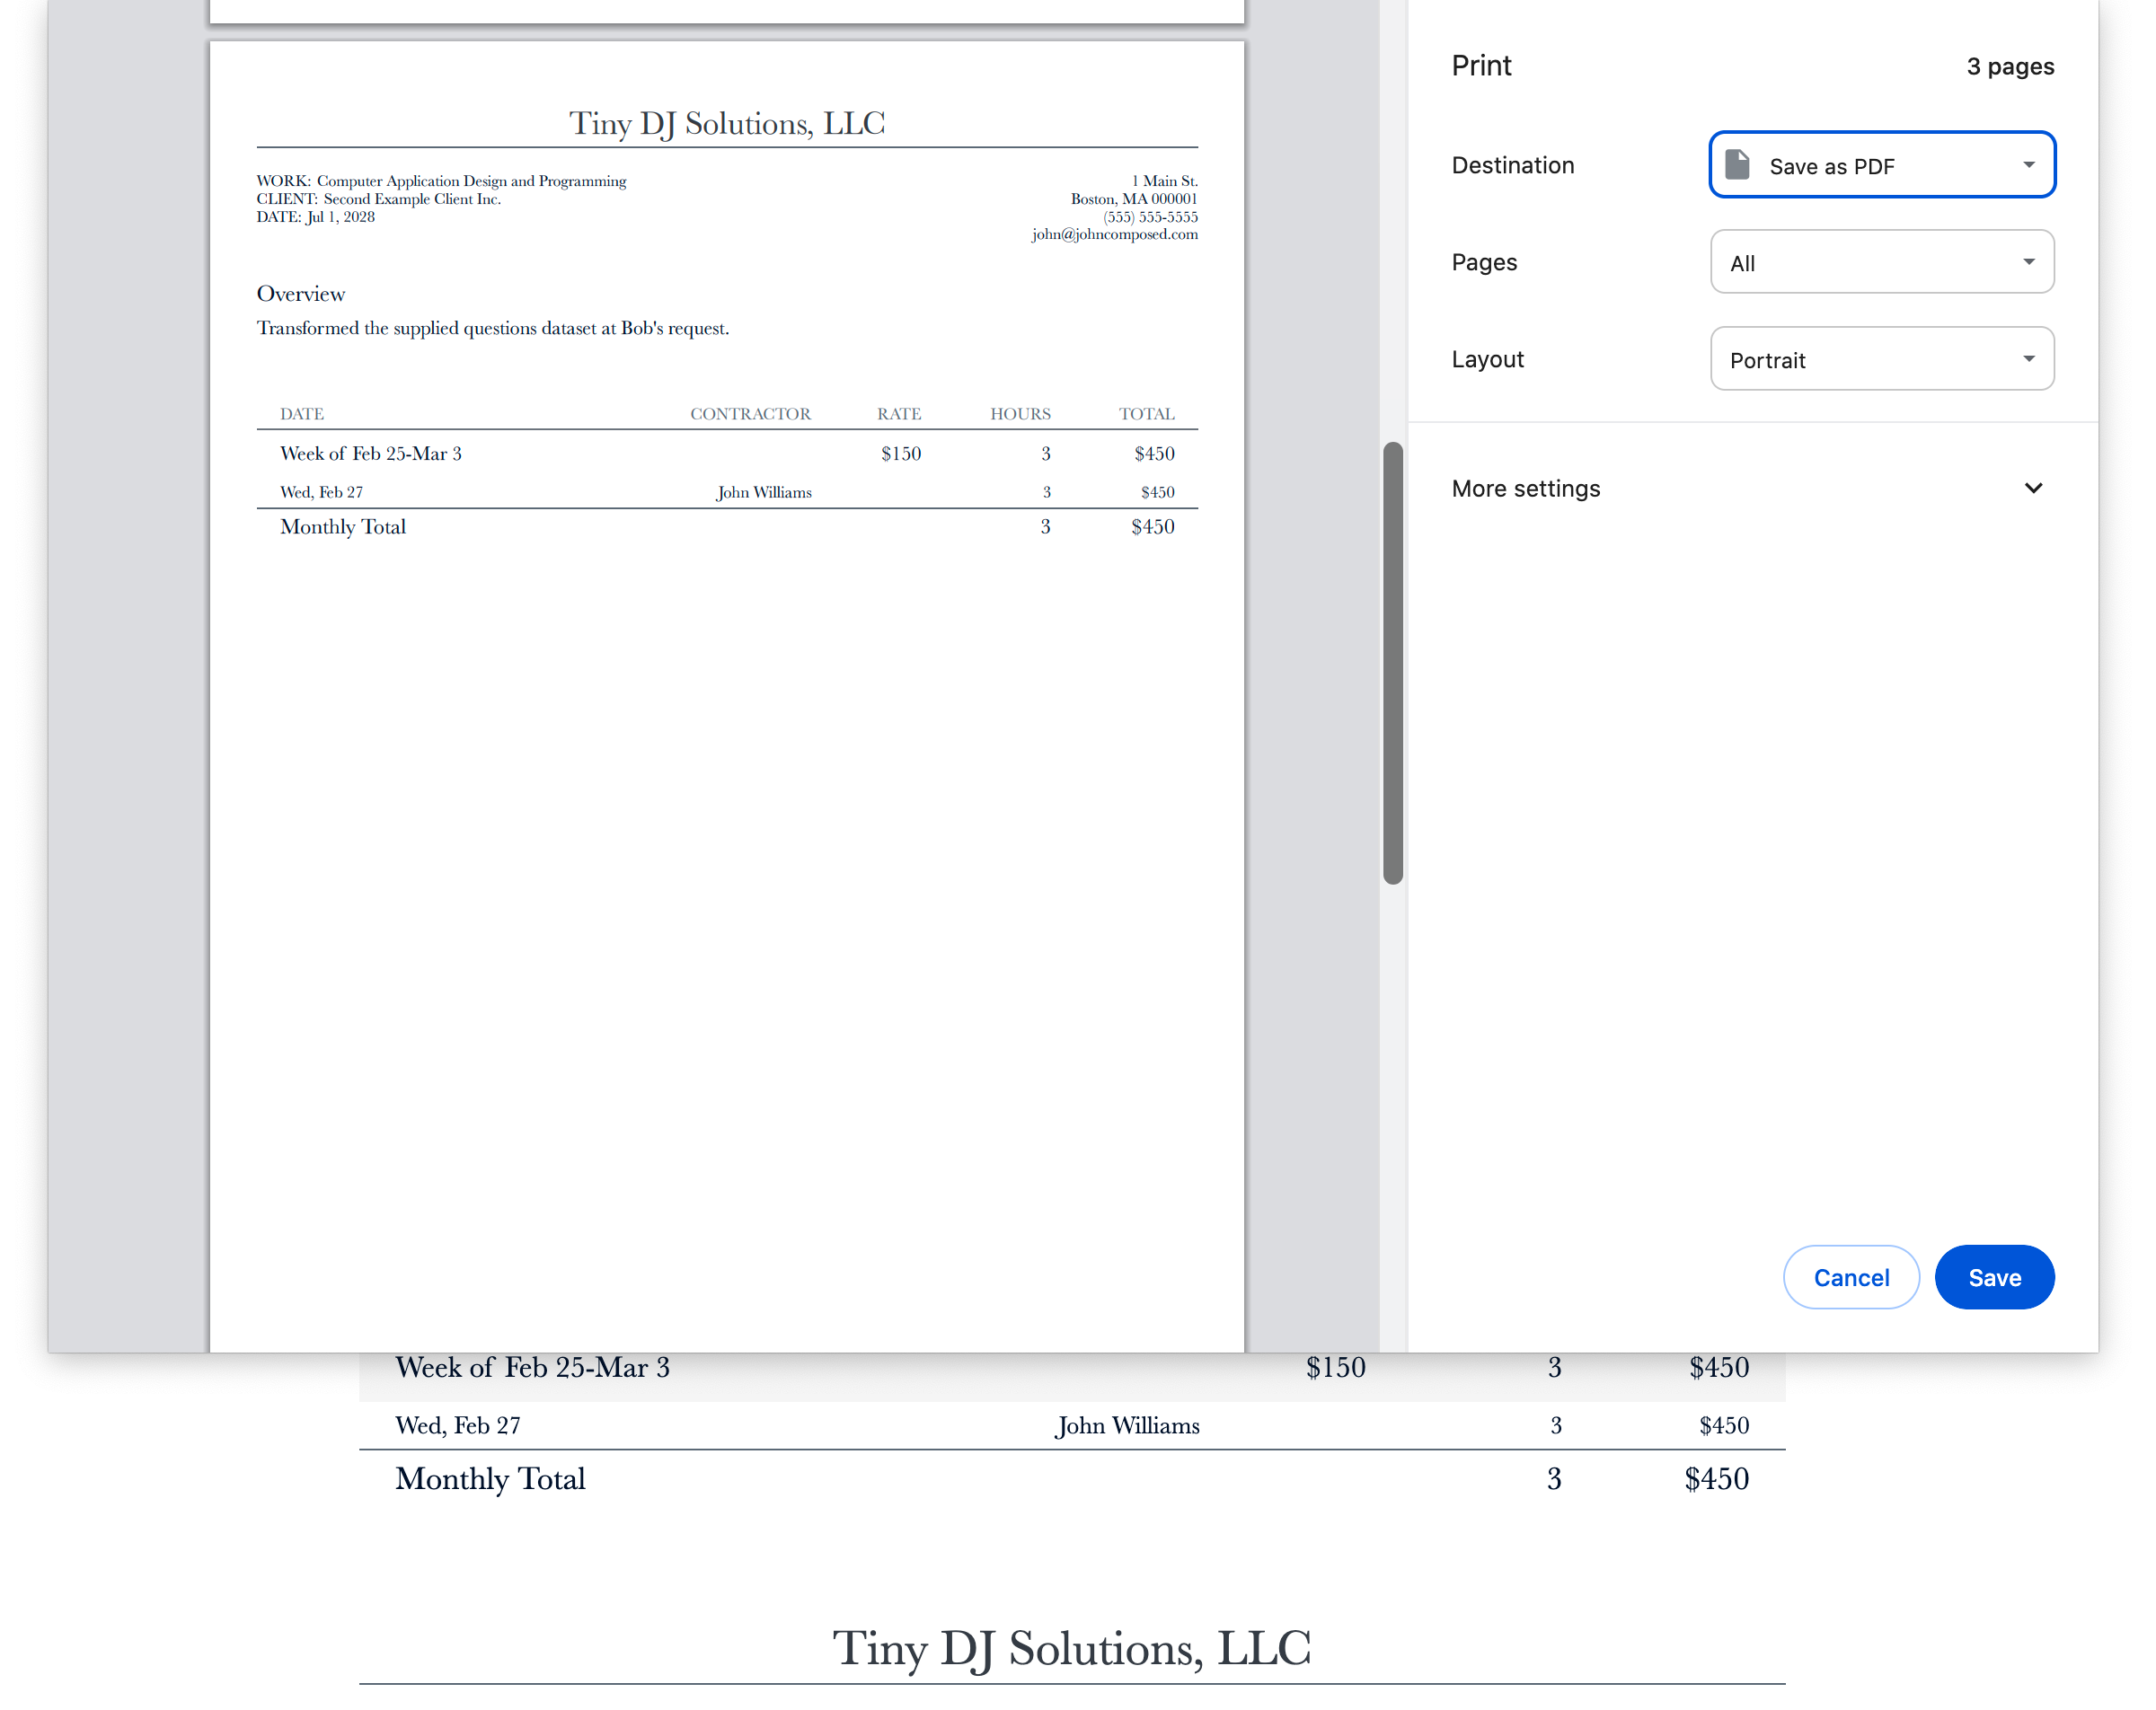 Tiny DJ Solutions, LLC
WORK: Computer Application Design and Programming
CLIENT: Second Example Client Inc.
DATE: Jul 1, 2028
1 Main St.
Boston, MA 000001
(555) 555-5555
john@johncomposed.com
Overview
Transformed the supplied questions dataset at Bob's request.
DATE CONTRACTOR RATE HOURS TOTAL
Week of Feb 25-Mar 3 $150 3 $450
Wed, Feb 27 John Williams 3 $450
Monthly Total 3 $450
Print 3 pages
Destination Save as PDF
Pages All
Layout Portrait
More settings
Cancel Save
Week of Feb 25-Mar 3 $150 3 $450
Wed, Feb 27 John Williams 3 $450
Monthly Total 3 $450
Tiny DJ Solutions, LLC